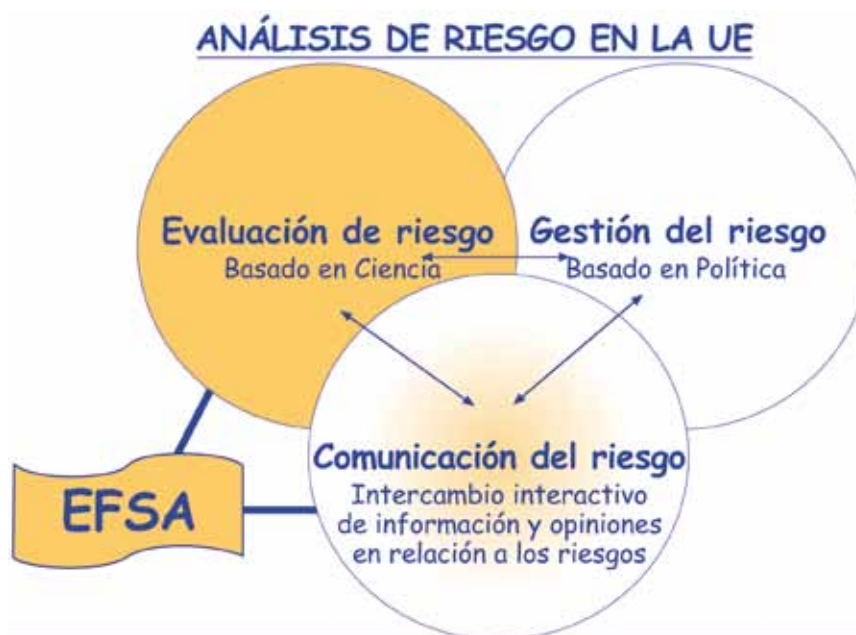 ANÁLISIS DE RIESGO EN LA UE
Evaluación de riesgo
Basado en Ciencia
Gestión del riesgo
Basado en Política
Comunicación del riesgo
Intercambio interactivo
de información y opiniones
en relación a los riesgos
EFSA